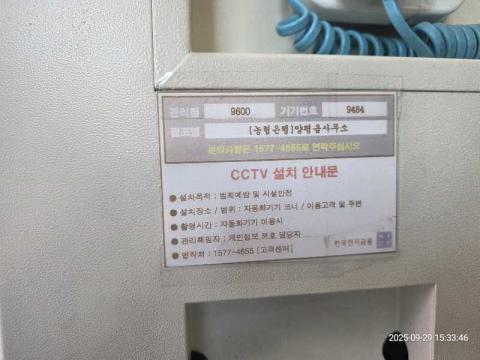 관리점 9600 기기번호 9484
점포명 [농협은행]양평읍사무소
문의사항은 1577-4655로 연락주십시오
CCTV 설치 안내문
● 설치목적 : 범죄예방 및 시설안전
● 설치장소 / 범위 : 자동화기기 코너 / 이용고객 및 주변
● 촬영시간 : 자동화기기 이용시
● 관리책임자 : 개인정보 보호 담당자
● 연락처 : 1577-4655 [고객센터]
한국전자금융
2025-09-29 15:33:46